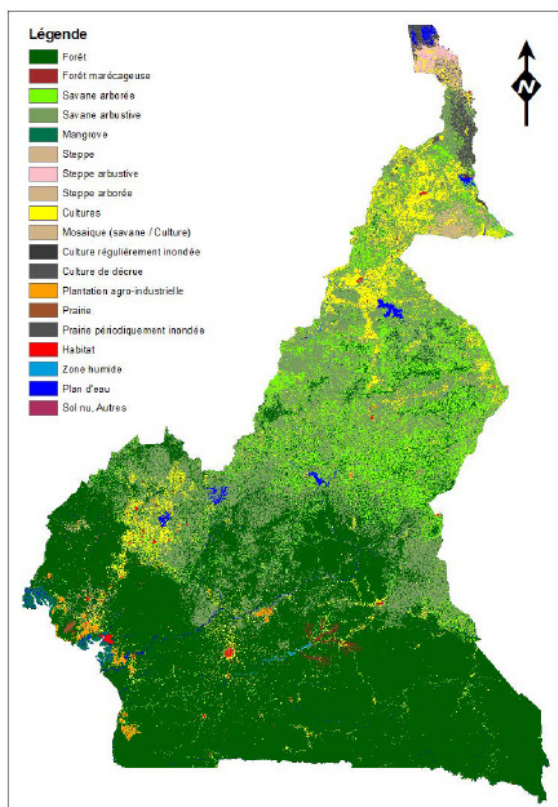 Légende
Forêt
Forêt marécageuse
Savane arborée
Savane arbustive
Mangrove
Steppe
Steppe arbustive
Steppe arborée
Cultures
Mosaique (savane / Culture)
Culture régulièrement inondée
Culture de décrue
Plantation agro-industrielle
Prairie
Prairie périodiquement inondée
Habitat
Zone humide
Plan d'eau
Sol nu, Autres
N